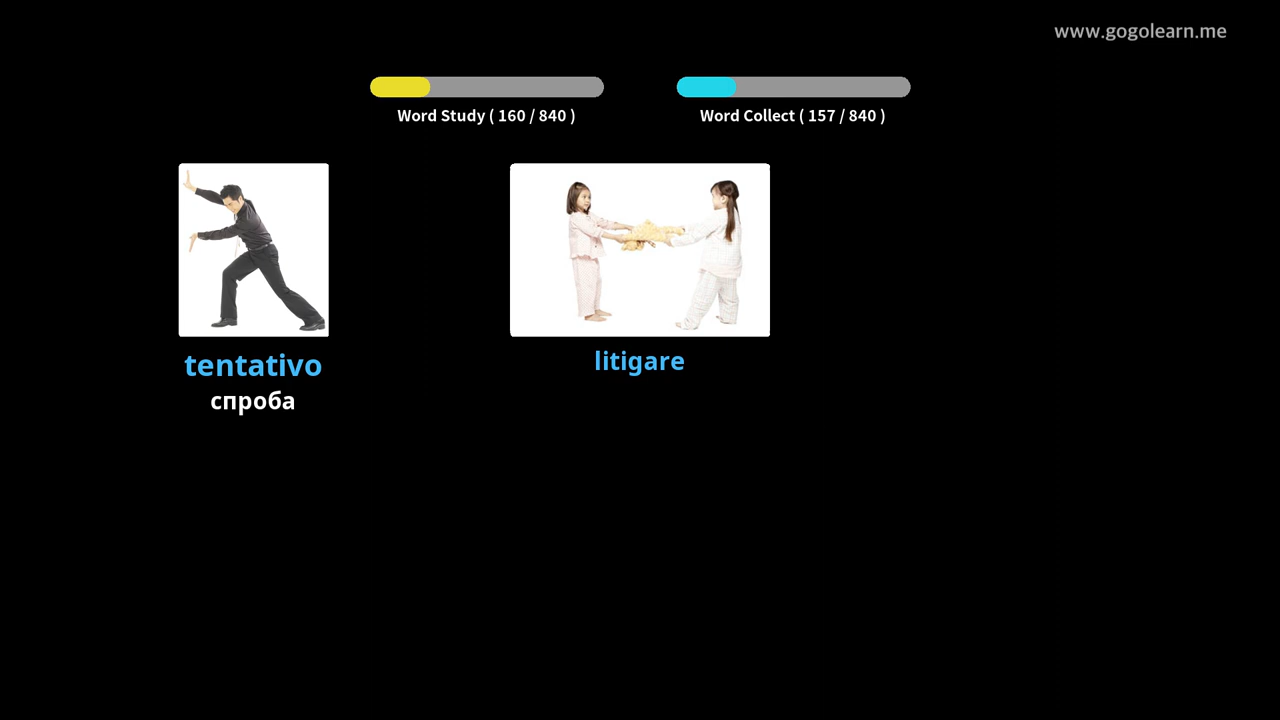 www.gogolearn.me
Word Study ( 160 / 840 )
Word Collect ( 157 / 840 )
tentativo
спроба
litigare